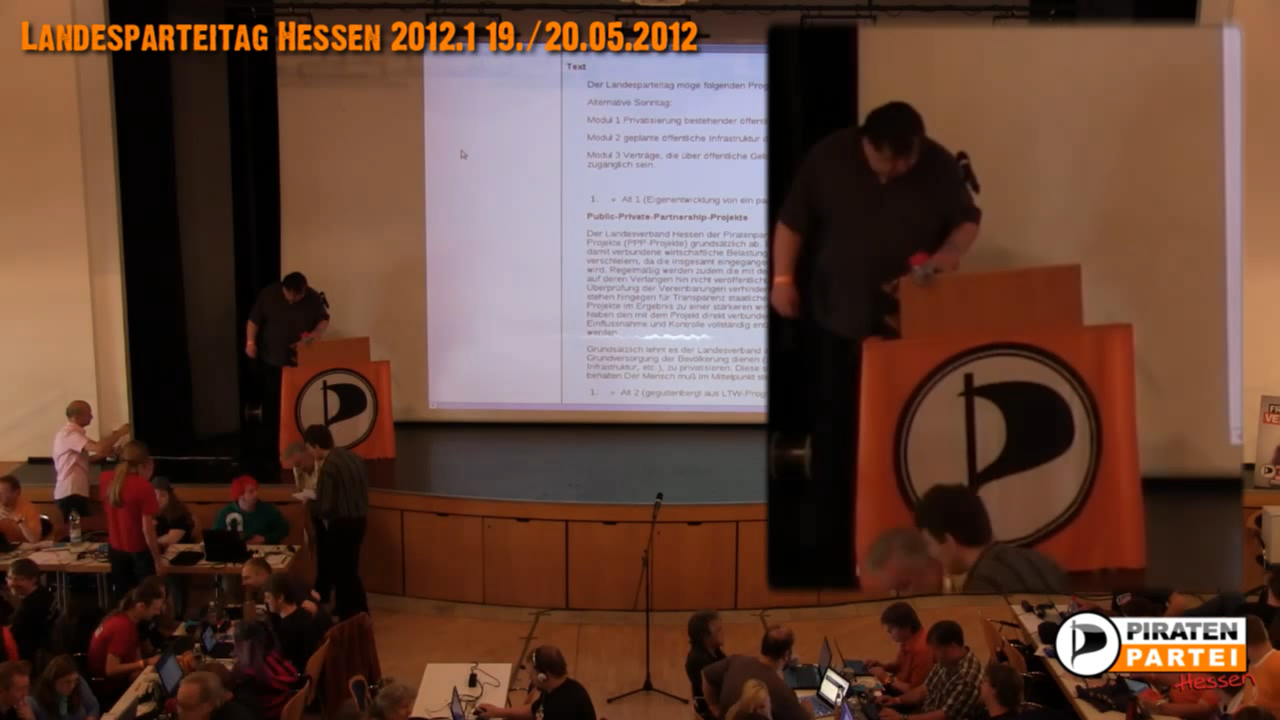 LANDESPARTEITAG HESSEN 2012.1 19./20.05.2012
Text
Der Landesparteitag möge folgenden Prog
Alternative Sonntag:
Modul 1 Privatisierung bestehender öffent
Modul 2 geplante öffentliche Infrastruktur
Modul 3 Verträge, die über öffentliche Gel
zugänglich sein.
1. Alt 1 (Eigenentwicklung von ein pa
Public-Private-Partnership-Projekte
Der Landesverband Hessen der Piratenpar
Projekte (PPP-Projekte) grundsätzlich ab.
damit verbundene wirtschaftliche Belastung
verschleiern, da die insgesamt eingegange
wird. Regelmäßig werden zudem die mit de
auf deren Verlangen hin nicht veröffentlich
Überprüfung der Vereinbarungen verhinder
stehen hingegen für Transparenz staatliche
Projekte im Ergebnis zu einer stärkeren wir
Neben den mit dem Projekt direkt verbunde
Einflussnahme und Kontrolle vollständig en
werden
Grundsätzlich lehnt es der Landesverband
Grundversorgung der Bevölkerung dienen
Infrastruktur, etc.), zu privatisieren. Diese
behalten Der Mensch muß im Mittelpunkt
1. Alt 2 (gegutenbergt aus LTW-Prog
PIRATEN
PARTEI
Hessen